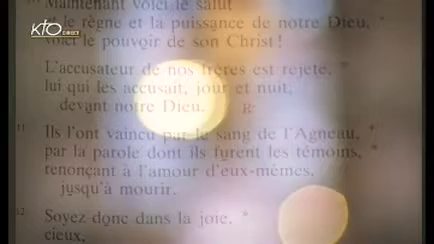 KTO
DIRECT
10
Maintenant voici le salut
et le règne et la puissance de notre Dieu, *
voici le pouvoir de son Christ !
L'accusateur de nos frères est rejeté,
lui qui les accusait, jour et nuit, *
devant notre Dieu. R
11 Ils l'ont vaincu par le sang de l'Agneau, *
par la parole dont ils furent les témoins, *
renonçant à l'amour d'eux-mêmes,
jusqu'à mourir.
12 Soyez donc dans la joie, *
cieux,